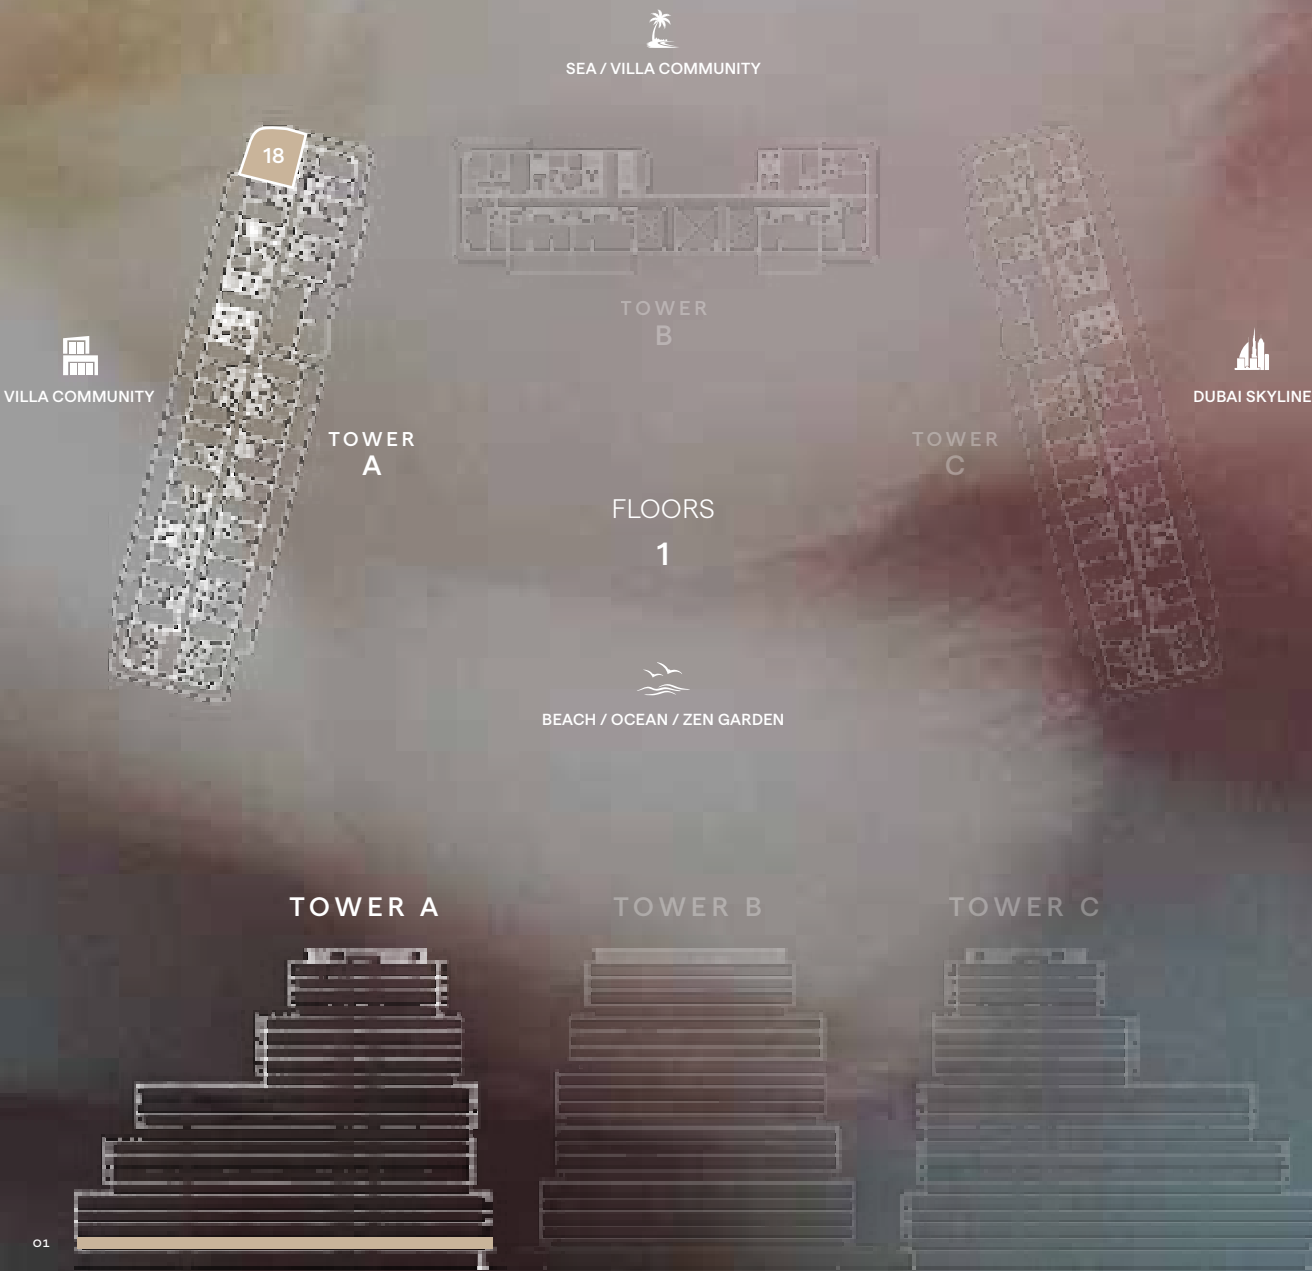 SEA / VILLA COMMUNITY
18
TOWER
B
VILLA COMMUNITY
DUBAI SKYLINE
TOWER
A
TOWER
C
FLOORS
1
BEACH / OCEAN / ZEN GARDEN
TOWER A
TOWER B
TOWER C
01